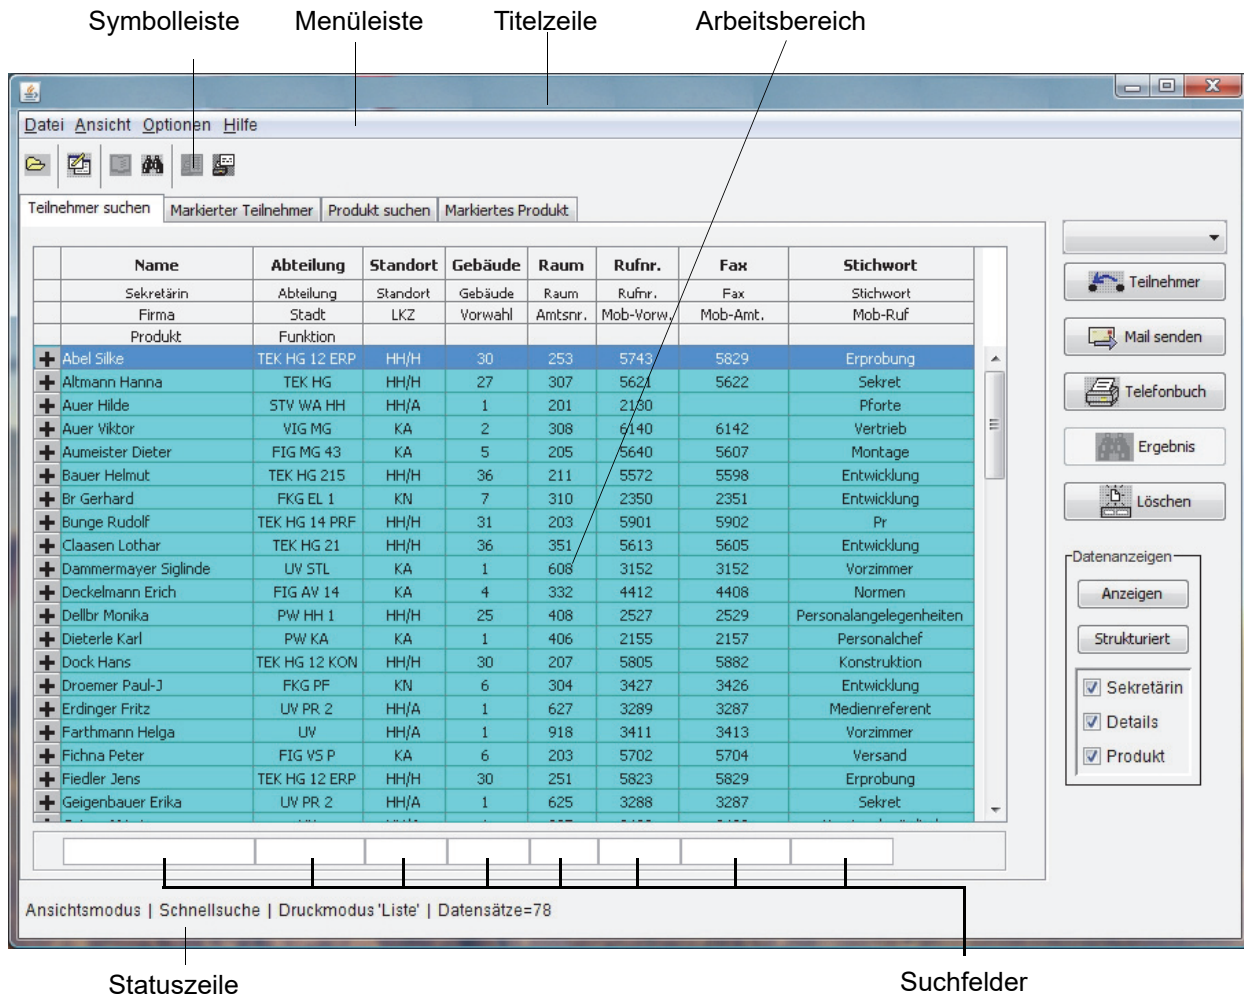 Symbolleiste Menüleiste Titelzeile Arbeitsbereich
Datei Ansicht Optionen Hilfe
Teilnehmer suchen Markierter Teilnehmer Produkt suchen Markiertes Produkt
Name Abteilung Standort Gebäude Raum Rufnr. Fax Stichwort
Sekretärin Abteilung Standort Gebäude Raum Rufnr. Fax Stichwort
Firma Stadt LKZ Vorwahl Amtsnr. Mob-Vorw. Mob-Amt. Mob-Ruf
Produkt Funktion
Abel Silke TEK HG 12 ERP HH/H 30 253 5743 5829 Erprobung
Altmann Hanna TEK HG HH/H 27 307 5621 5622 Sekret
Auer Hilde STV WA HH HH/A 1 201 2130 Pforte
Auer Viktor VIG MG KA 2 308 6140 6142 Vertrieb
Aumeister Dieter FIG MG 43 KA 5 205 5640 5607 Montage
Bauer Helmut TEK HG 215 HH/H 36 211 5572 5598 Entwicklung
Br Gerhard FKG EL 1 KN 7 310 2350 2351 Entwicklung
Bunge Rudolf TEK HG 14 PRF HH/H 31 203 5901 5902 Pr
Claasen Lothar TEK HG 21 HH/H 36 351 5613 5605 Entwicklung
Dammermayer Siglinde UV STL KA 1 608 3152 3152 Vorzimmer
Deckelmann Erich FIG AV 14 KA 4 332 4412 4408 Normen
Dellbr Monika PW HH 1 HH/H 25 408 2527 2529 Personalangelegenheiten
Dieterle Karl PW KA KA 1 406 2155 2157 Personalchef
Dock Hans TEK HG 12 KON HH/H 30 207 5805 5882 Konstruktion
Droemer Paul-J FKG PF KN 6 304 3427 3426 Entwicklung
Erdinger Fritz UV PR 2 HH/A 1 627 3289 3287 Medienreferent
Farthmann Helga UV HH/A 1 918 3411 3413 Vorzimmer
Fichna Peter FIG VS P KA 6 203 5702 5704 Versand
Fiedler Jens TEK HG 12 ERP HH/H 30 251 5823 5829 Erprobung
Geigenbauer Erika UV PR 2 HH/A 1 625 3288 3287 Sekret
Teilnehmer
Mail senden
Telefonbuch
Ergebnis
Löschen
Datenanzeigen
Anzeigen
Strukturiert
Sekretärin
Details
Produkt
Ansichtsmodus | Schnellsuche | Druckmodus 'Liste' | Datensätze=78
Statuszeile Suchfelder